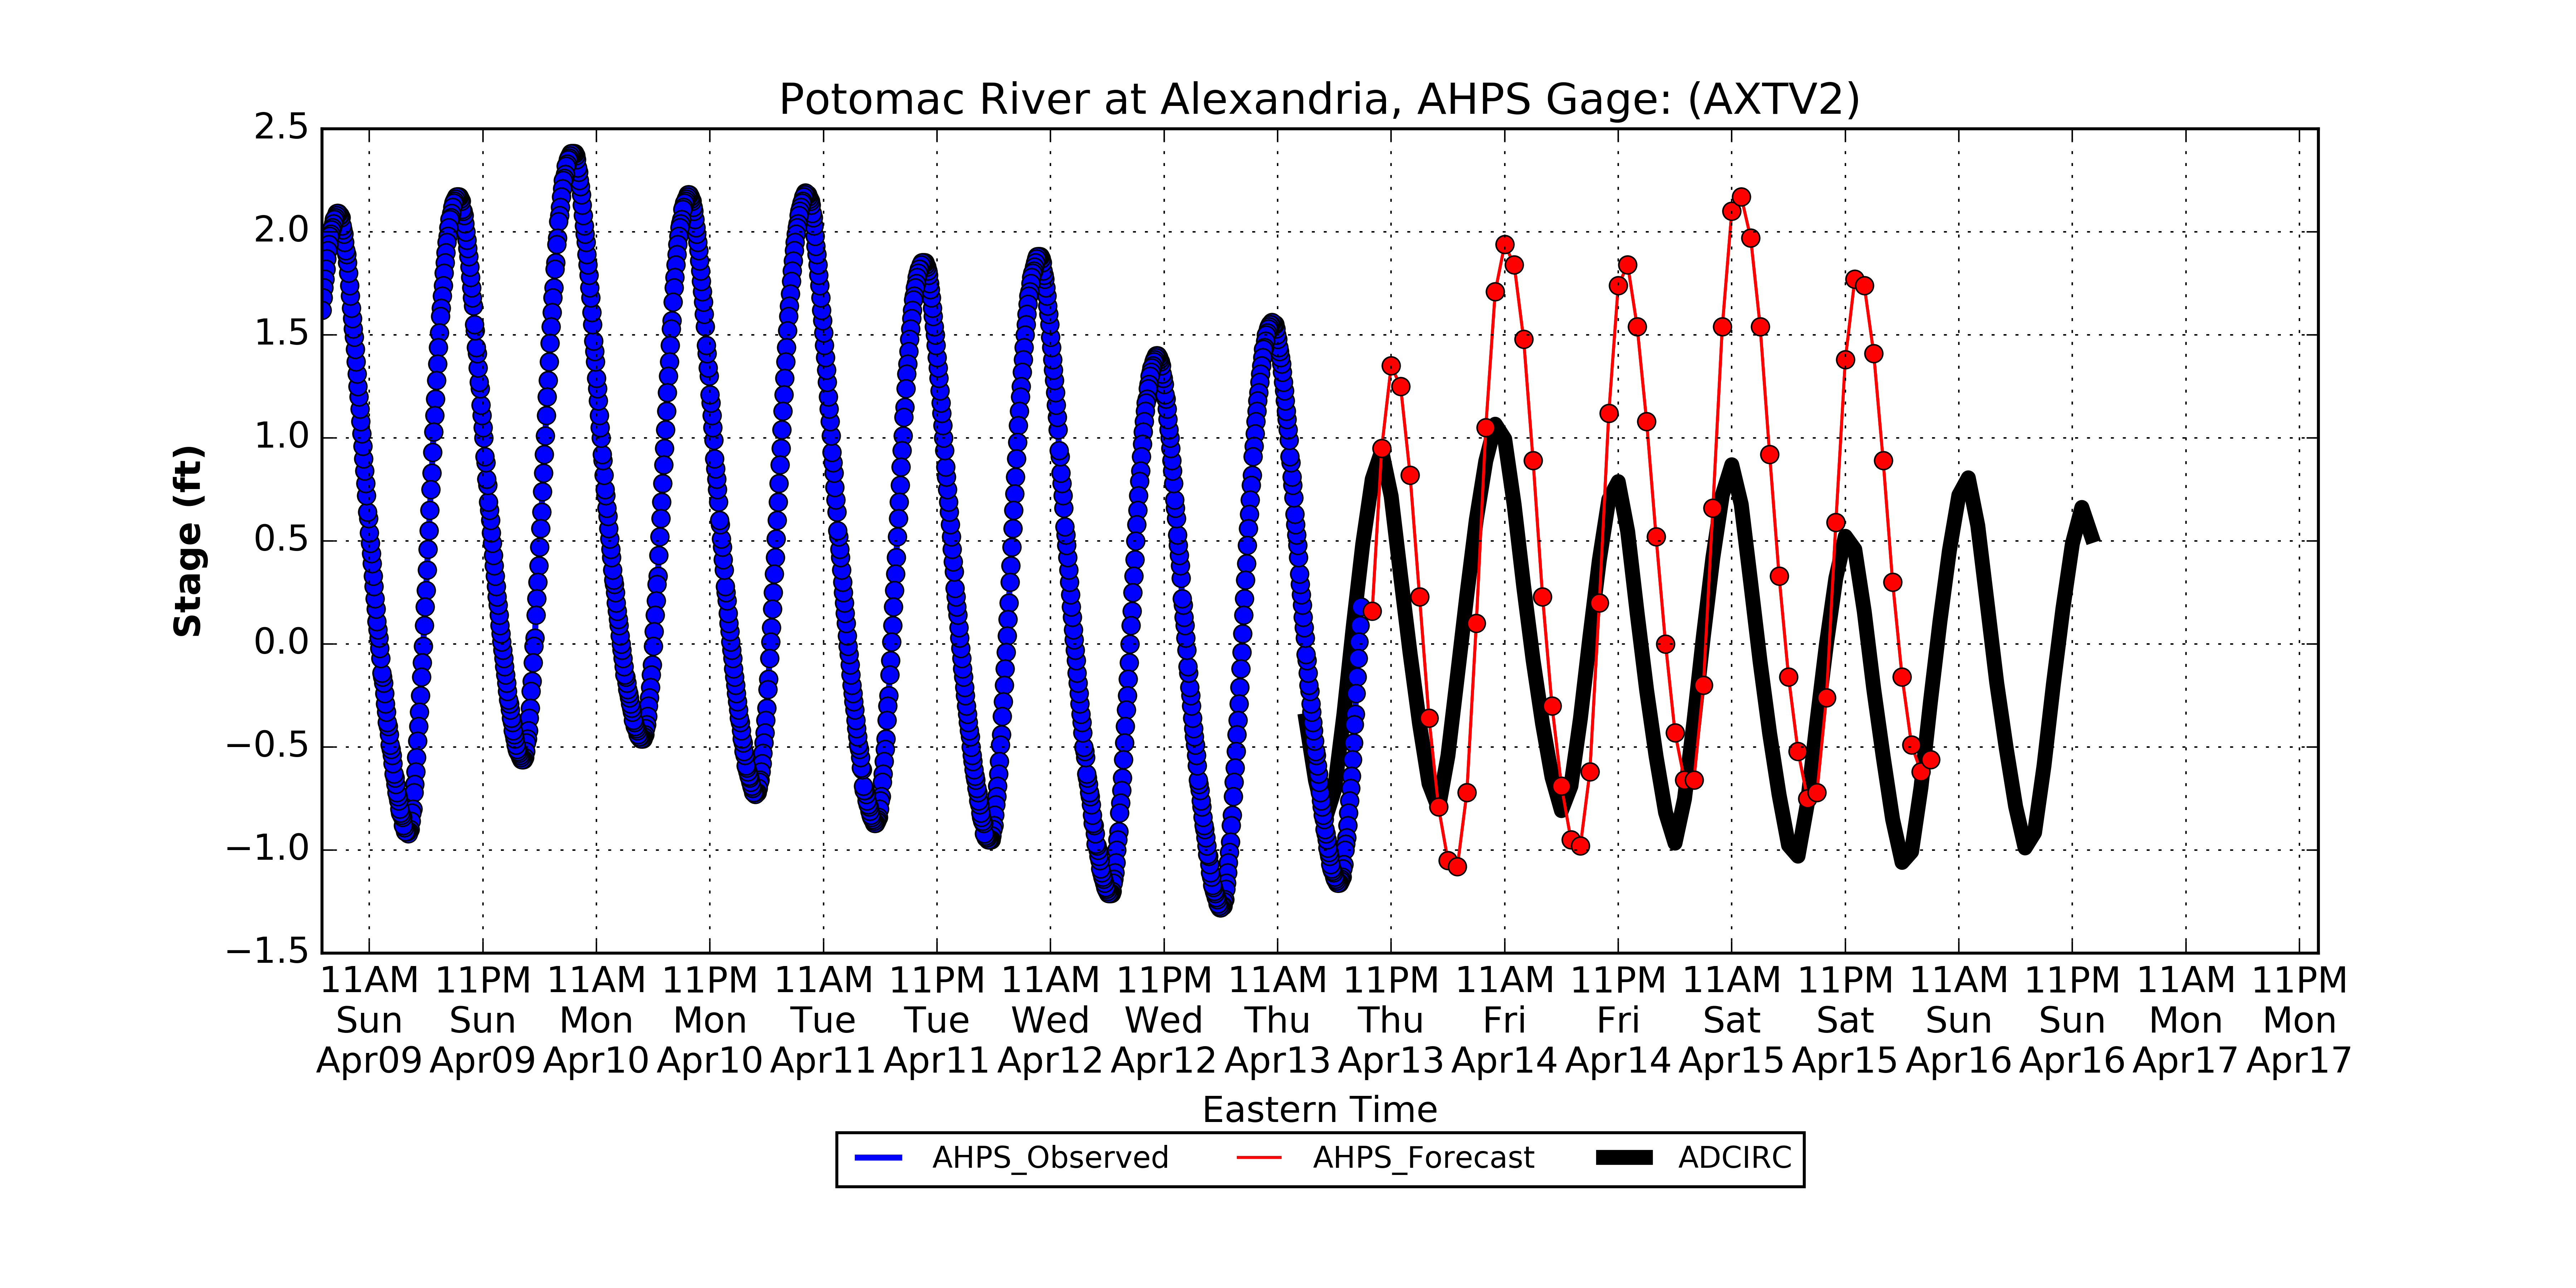 Potomac River at Alexandria, AHPS Gage: (AXTV2)
2.5
2.0
1.5
1.0
0.5
0.0
−0.5
−1.0
−1.5
Stage (ft)
11AM 11PM 11AM 11PM 11AM 11PM 11AM 11PM 11AM 11PM 11AM 11PM 11AM 11PM 11AM 11PM 11AM 11PM
Sun Sun Mon Mon Tue Tue Wed Wed Thu Thu Fri Fri Sat Sat Sun Sun Mon Mon
Apr09 Apr09 Apr10 Apr10 Apr11 Apr11 Apr12 Apr12 Apr13 Apr13 Apr14 Apr14 Apr15 Apr15 Apr16 Apr16 Apr17 Apr17
Eastern Time
AHPS_Observed AHPS_Forecast ADCIRC